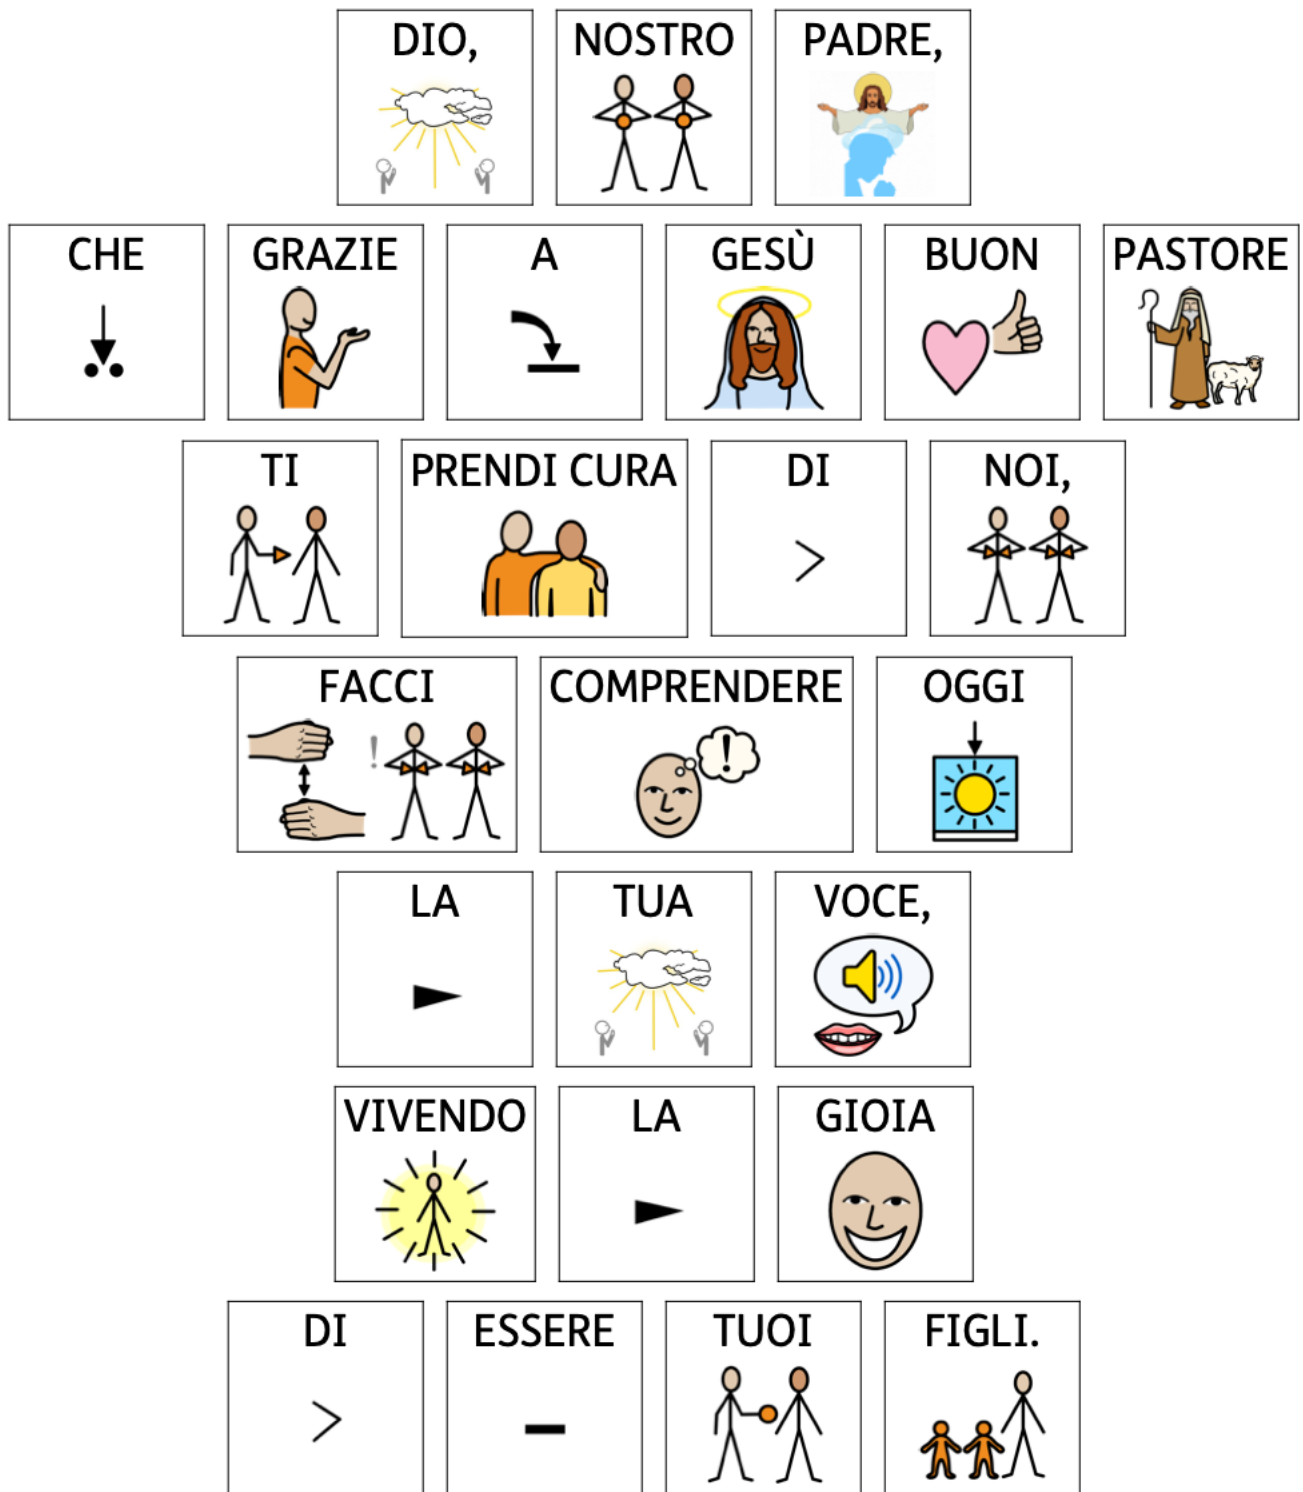 DIO, NOSTRO PADRE,
CHE GRAZIE A GESÙ BUON PASTORE
TI PRENDI CURA DI NOI,
FACCI COMPRENDERE OGGI
LA TUA VOCE,
VIVENDO LA GIOIA
DI ESSERE TUOI FIGLI.